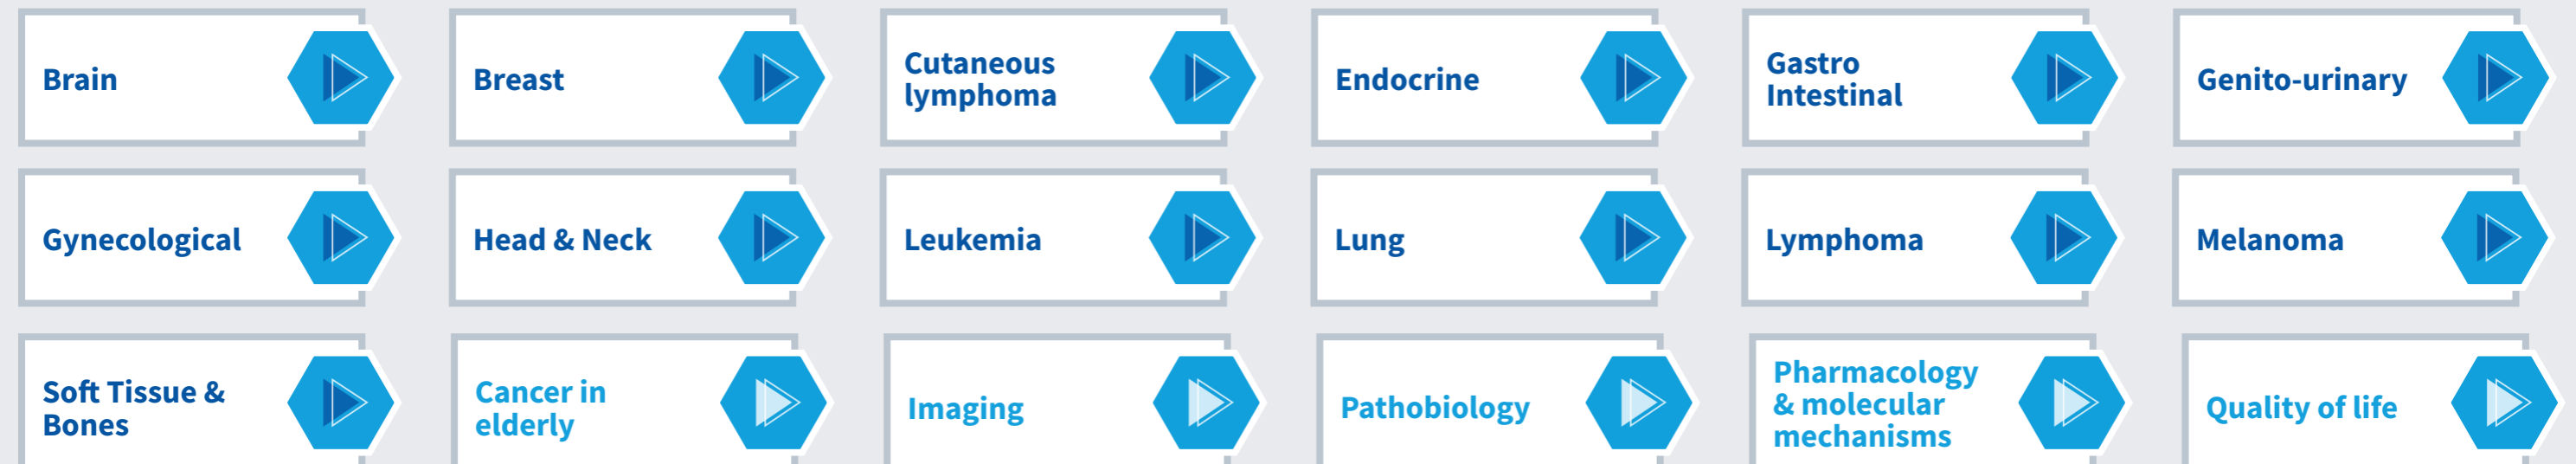 Brain
Breast
Cutaneous
lymphoma
Endocrine
Gastro
Intestinal
Genito-urinary
Gynecological
Head & Neck
Leukemia
Lung
Lymphoma
Melanoma
Soft Tissue &
Bones
Cancer in
elderly
Imaging
Pathobiology
Pharmacology
& molecular
mechanisms
Quality of life